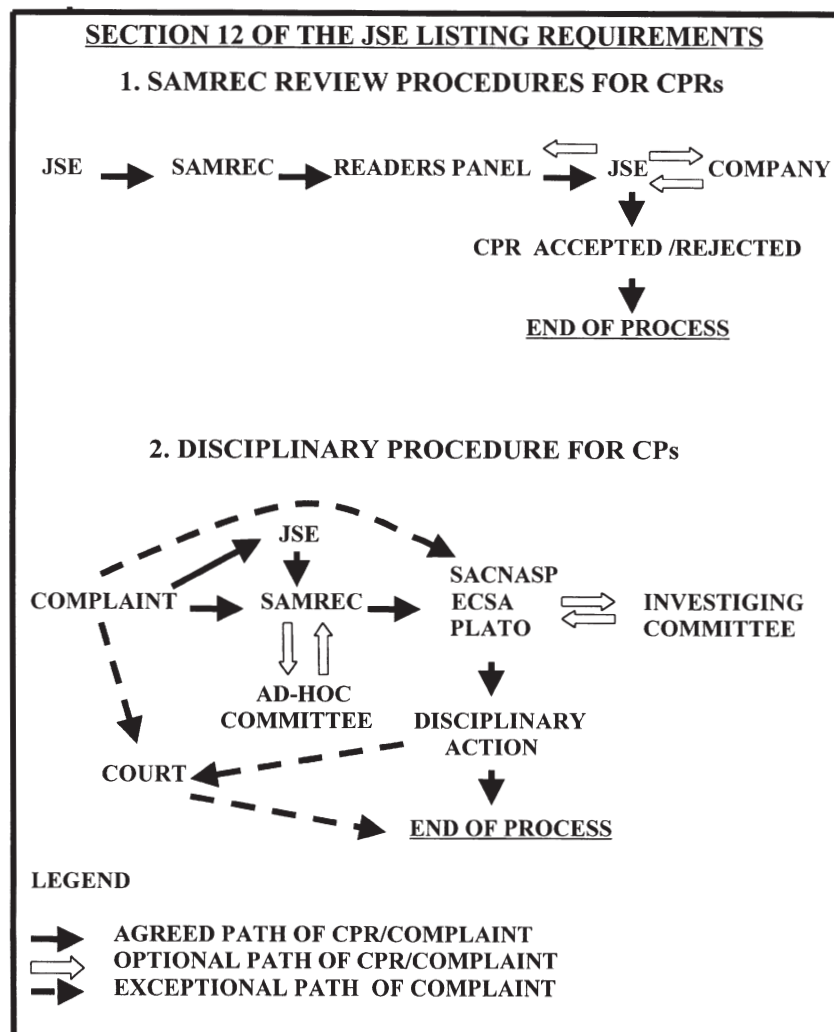 SECTION 12 OF THE JSE LISTING REQUIREMENTS
1. SAMREC REVIEW PROCEDURES FOR CPRs
JSE SAMREC READERS PANEL JSE COMPANY
CPR ACCEPTED /REJECTED
END OF PROCESS
2. DISCIPLINARY PROCEDURE FOR CPs
JSE
COMPLAINT SAMREC
SACNASP
ECSA
PLATO
INVESTIGING
COMMITTEE
AD-HOC
COMMITTEE
DISCIPLINARY
ACTION
COURT
END OF PROCESS
LEGEND
AGREED PATH OF CPR/COMPLAINT
OPTIONAL PATH OF CPR/COMPLAINT
EXCEPTIONAL PATH OF COMPLAINT